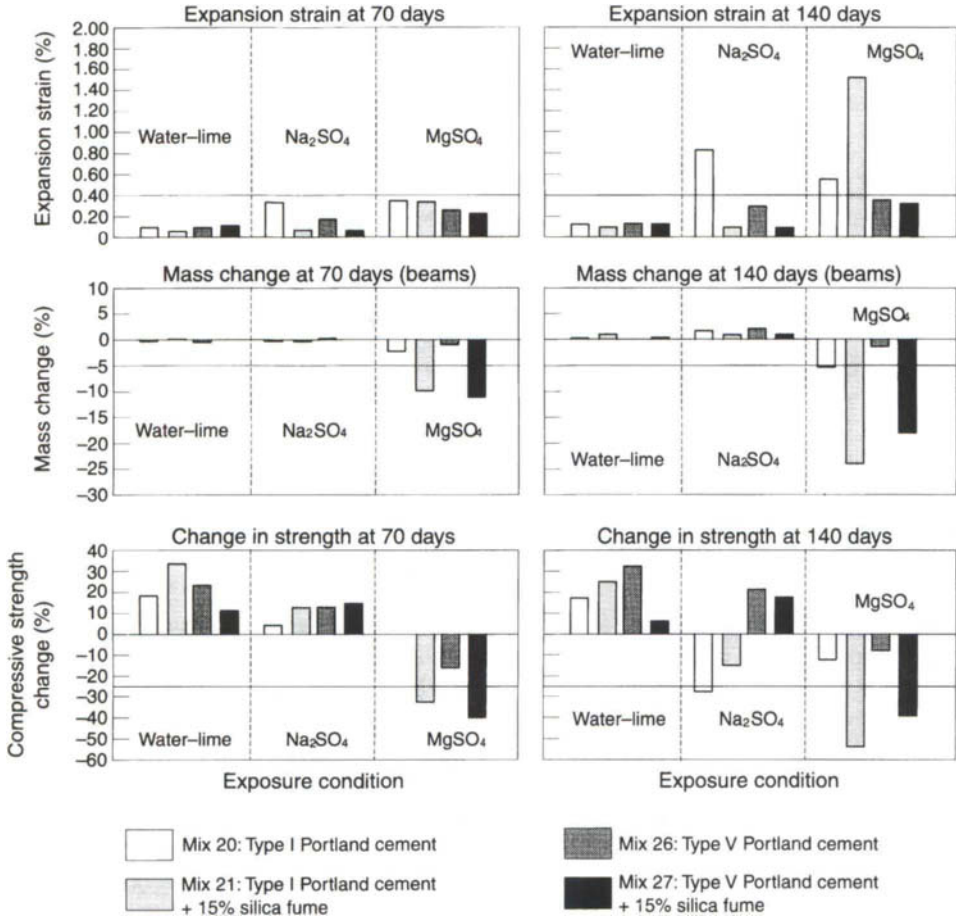 Expansion strain at 70 days
Expansion strain (%)
2.00
1.80
1.60
1.40
1.20
1.00
0.80
0.60
0.40
0.20
0
Water–lime
Na₂SO₄
MgSO₄
Expansion strain at 140 days
Water–lime
Na₂SO₄
MgSO₄
Mass change at 70 days (beams)
Mass change (%)
10
5
0
−5
−10
−15
−20
−25
−30
Water–lime
Na₂SO₄
MgSO₄
Mass change at 140 days (beams)
MgSO₄
Water–lime
Na₂SO₄
Change in strength at 70 days
Compressive strength
change (%)
40
30
20
10
0
−10
−20
−30
−40
−50
−60
Water–lime
Na₂SO₄
MgSO₄
Exposure condition
Change in strength at 140 days
MgSO₄
Water–lime
Na₂SO₄
Exposure condition
Mix 20: Type I Portland cement
Mix 21: Type I Portland cement
+ 15% silica fume
Mix 26: Type V Portland cement
Mix 27: Type V Portland cement
+ 15% silica fume